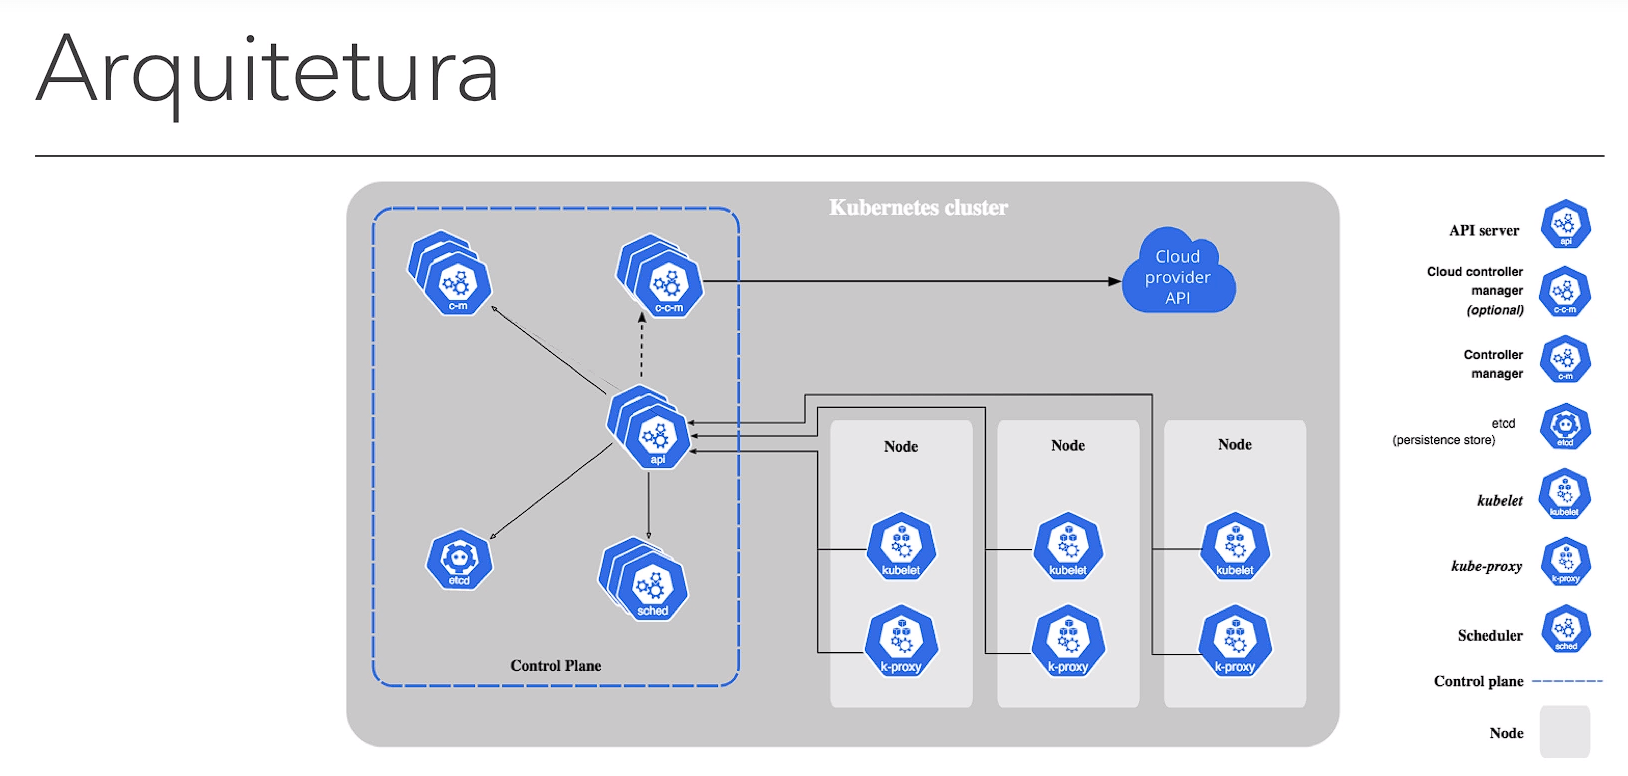 Arquitetura
Kubernetes cluster
c-m
c-c-m
Cloud
provider
API
api
etcd
sched
Control Plane
Node
kubelet
k-proxy
Node
kubelet
k-proxy
Node
kubelet
k-proxy
API server
api
Cloud controller
manager
(optional)
c-c-m
Controller
manager
c-m
etcd
(persistence store)
etcd
kubelet
kubelet
kube-proxy
k-proxy
Scheduler
sched
Control plane
Node